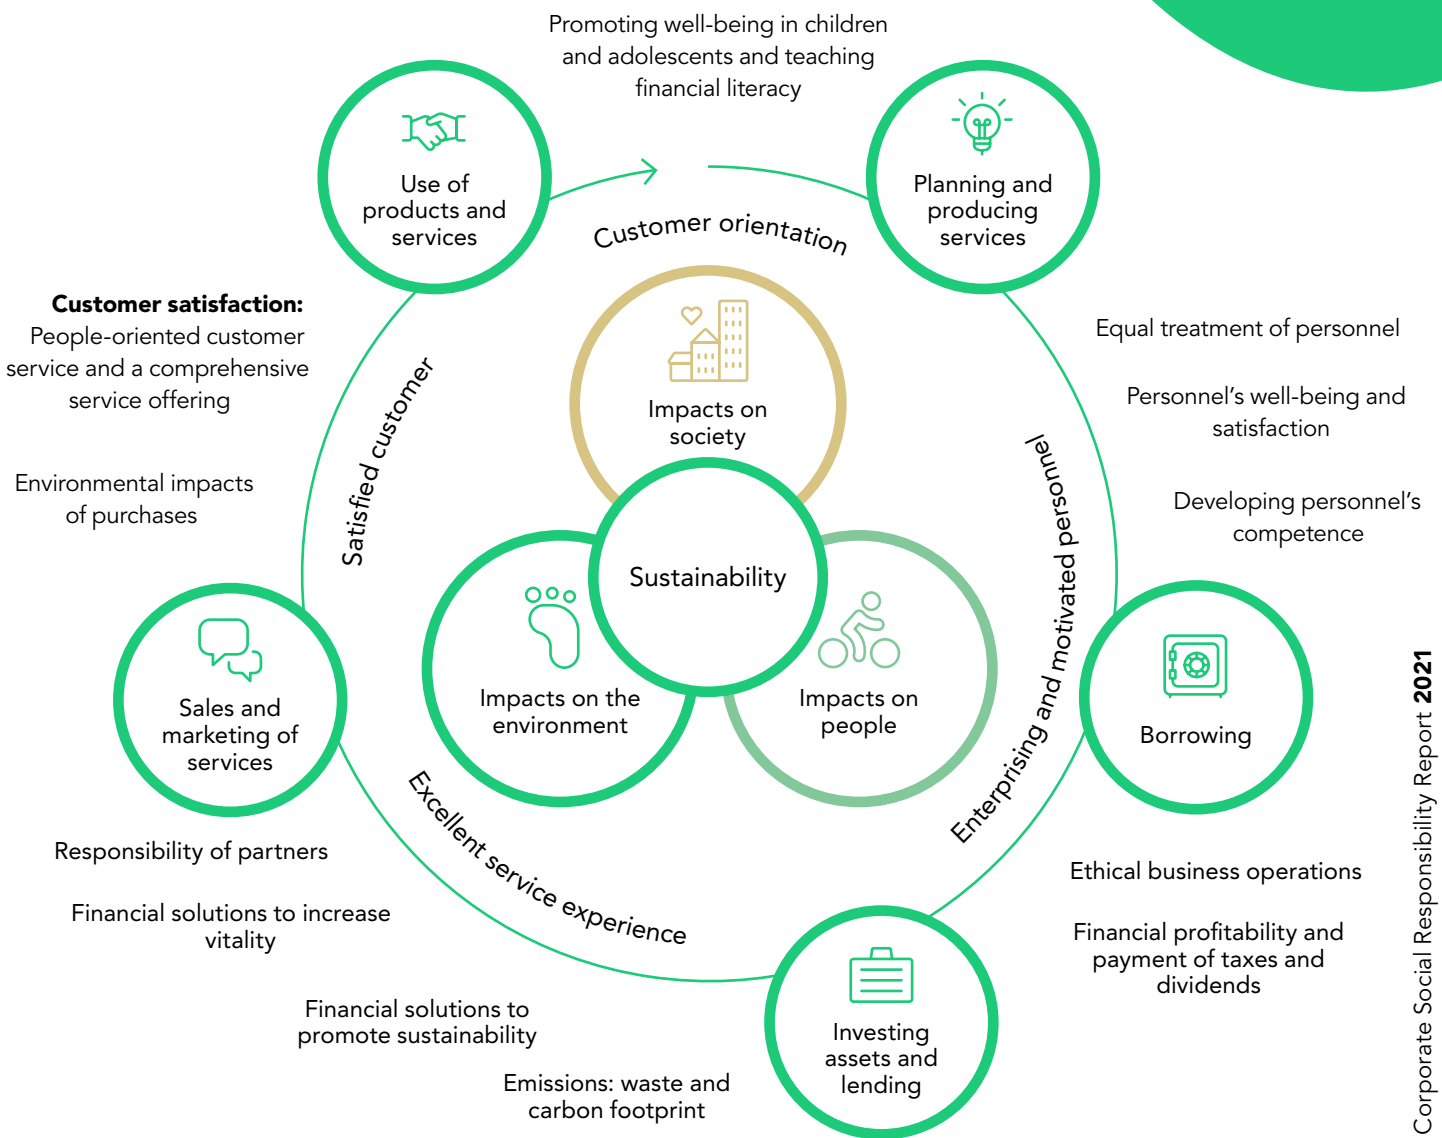 Promoting well-being in children
and adolescents and teaching
financial literacy
Use of
products and
services
Planning and
producing
services
Customer orientation
Customer satisfaction:
People-oriented customer
service and a comprehensive
service offering
Environmental impacts
of purchases
Satisfied customer
Impacts on
society
Equal treatment of personnel
Personnel's well-being and
satisfaction
Developing personnel's
competence
Enterprising and motivated personnel
Sustainability
Impacts on the
environment
Impacts on
people
Sales and
marketing of
services
Borrowing
Excellent service experience
Responsibility of partners
Financial solutions to increase
vitality
Financial solutions to
promote sustainability
Emissions: waste and
carbon footprint
Investing
assets and
lending
Ethical business operations
Financial profitability and
payment of taxes and
dividends
Corporate Social Responsibility Report 2021